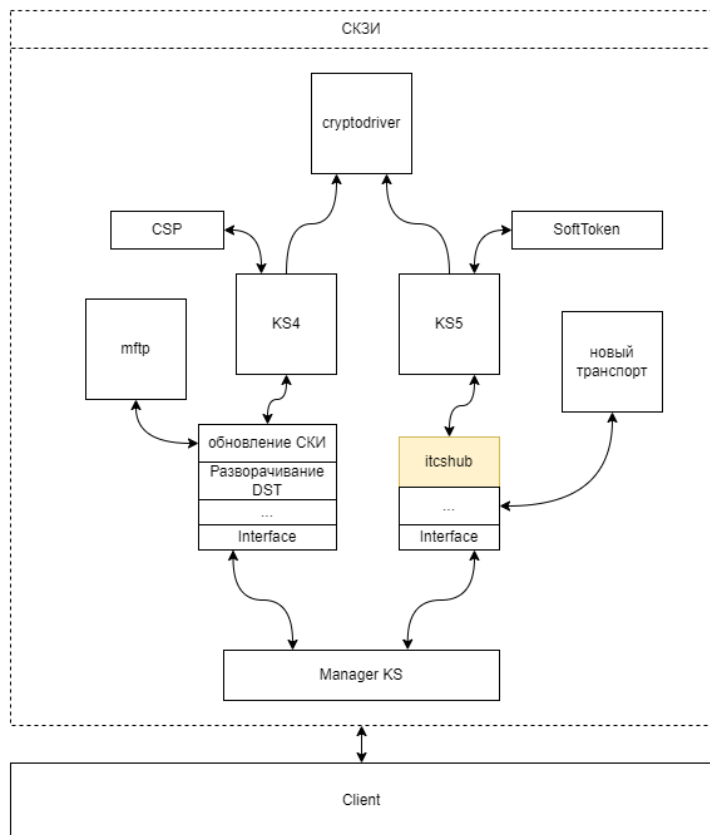 СКЗИ
cryptodriver
CSP
SoftToken
KS4
KS5
mftp
новый
транспорт
обновление СКИ
Разворачивание
DST
...
Interface
itcshub
...
Interface
Manager KS
Client